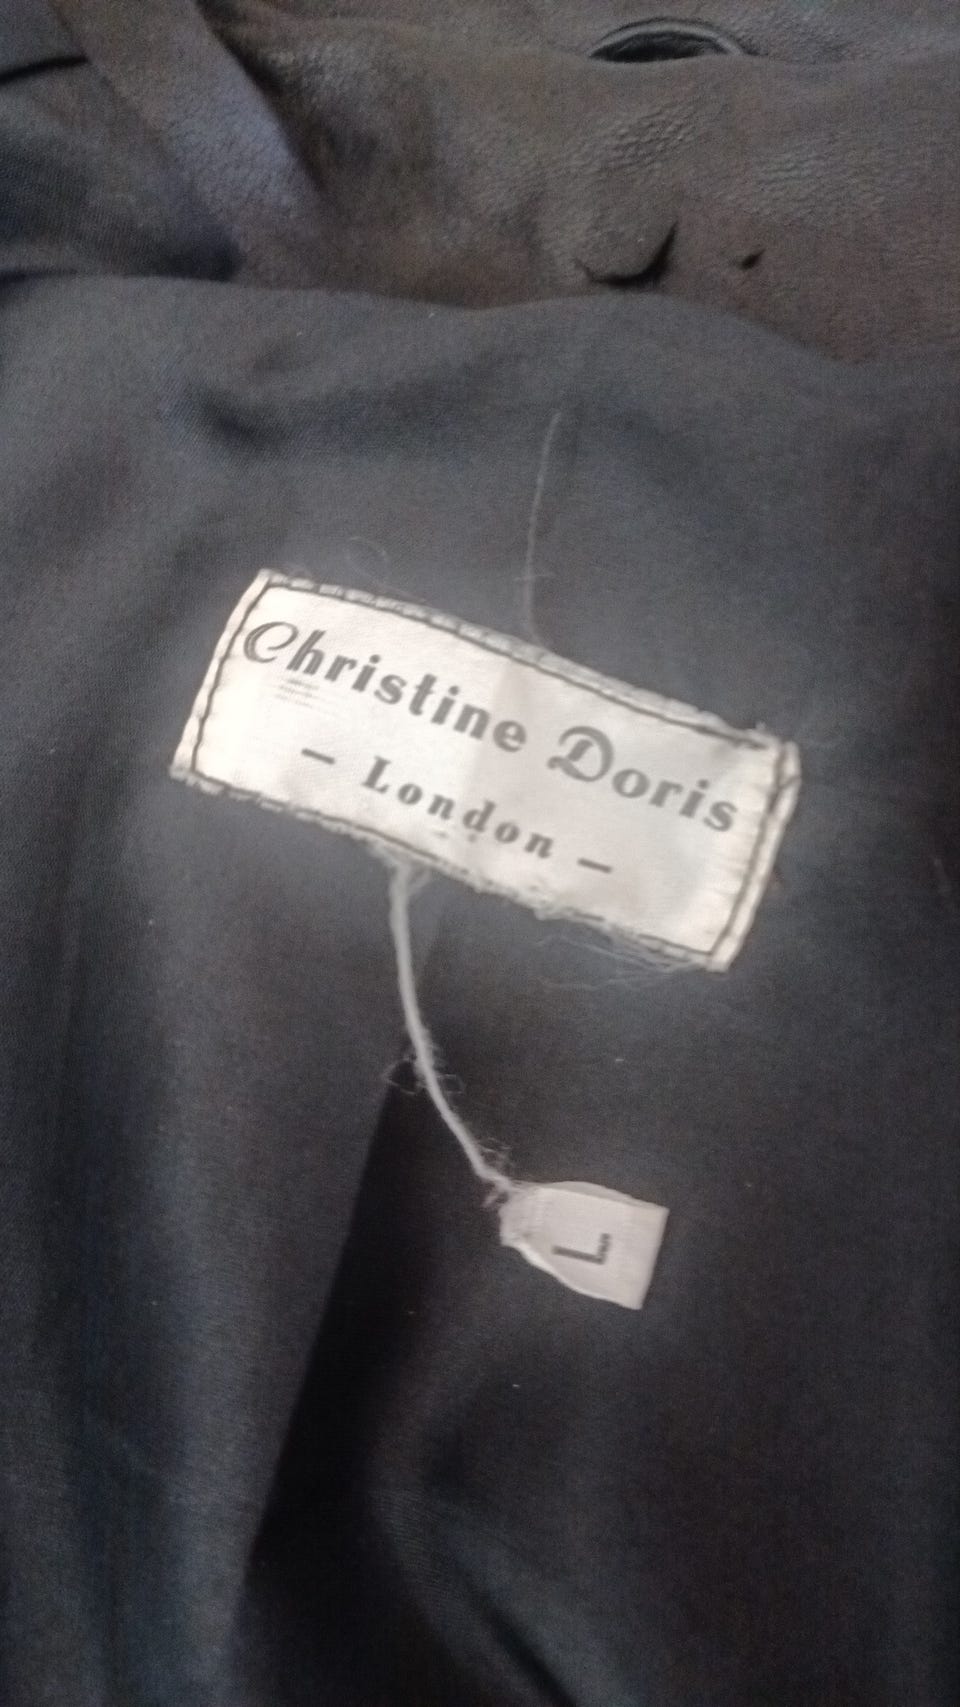 Christine Doris
– London –
L